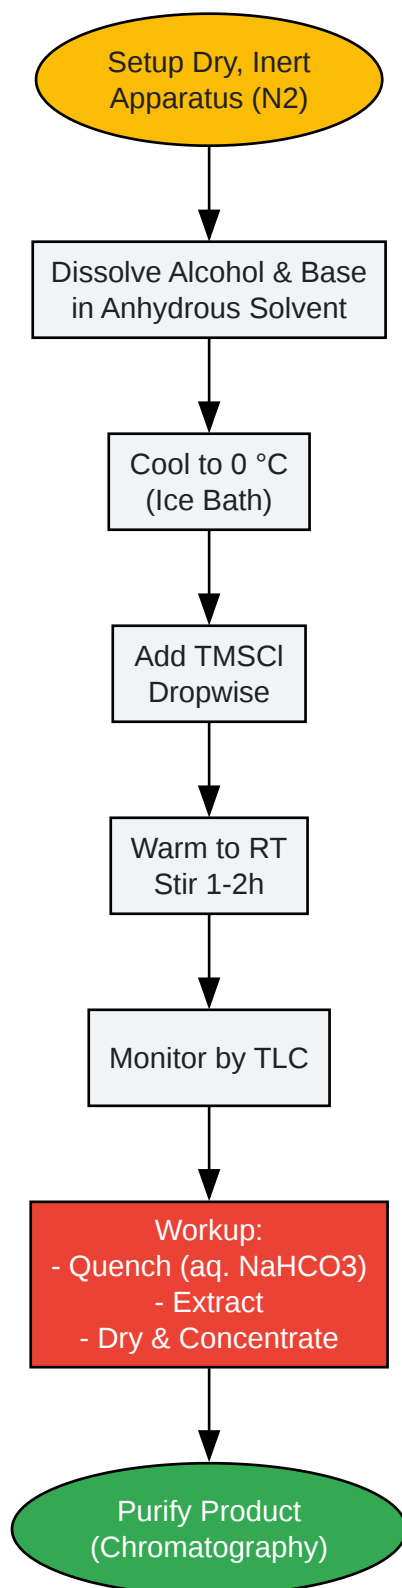 Setup Dry, Inert
Apparatus (N2)
Dissolve Alcohol & Base
in Anhydrous Solvent
Cool to 0 °C
(Ice Bath)
Add TMSCl
Dropwise
Warm to RT
Stir 1-2h
Monitor by TLC
Workup:
- Quench (aq. NaHCO3)
- Extract
- Dry & Concentrate
Purify Product
(Chromatography)